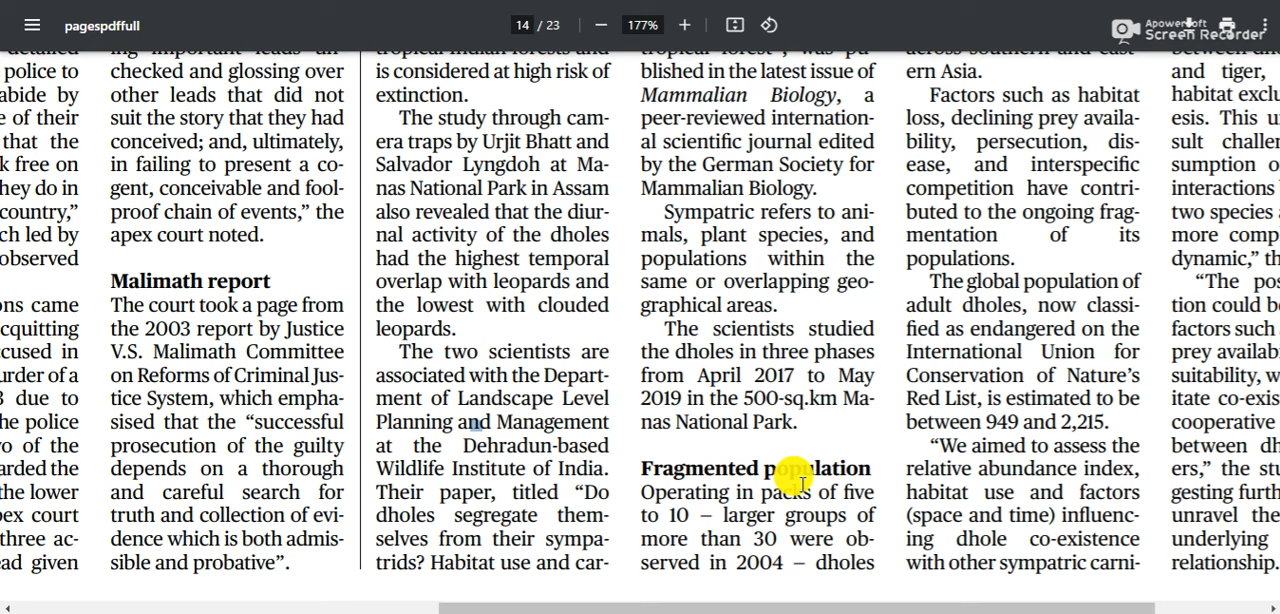 pagespdffull
14 / 23
177%
Apowersoft
Screen Recorder
police to
abide by
e of their
that the
k free on
hey do in
country,"
ch led by
observed
ons came
cquitting
ccused in
urder of a
3 due to
he police
wo of the
arded the
the lower
pex court
three ac-
ead given
checked and glossing over
other leads that did not
suit the story that they had
conceived; and, ultimately,
in failing to present a co-
gent, conceivable and fool-
proof chain of events," the
apex court noted.
Malimath report
The court took a page from
the 2003 report by Justice
V.S. Malimath Committee
on Reforms of Criminal Jus-
tice System, which empha-
sised that the "successful
prosecution of the guilty
depends on a thorough
and careful search for
truth and collection of evi-
dence which is both admis-
sible and probative".
tropical Indian forests and
is considered at high risk of
extinction.
The study through cam-
era traps by Urjit Bhatt and
Salvador Lyngdoh at Ma-
nas National Park in Assam
also revealed that the diur-
nal activity of the dholes
had the highest temporal
overlap with leopards and
the lowest with clouded
leopards.
The two scientists are
associated with the Depart-
ment of Landscape Level
Planning and Management
at the Dehradun-based
Wildlife Institute of India.
Their paper, titled "Do
dholes segregate them-
selves from their sympa-
trids? Habitat use and car-
tropical forest", was pu-
blished in the latest issue of
Mammalian Biology, a
peer-reviewed internation-
al scientific journal edited
by the German Society for
Mammalian Biology.
Sympatric refers to ani-
mals, plant species, and
populations within the
same or overlapping geo-
graphical areas.
The scientists studied
the dholes in three phases
from April 2017 to May
2019 in the 500-sq.km Ma-
nas National Park.
Fragmented population
Operating in packs of five
to 10 – larger groups of
more than 30 were ob-
served in 2004 – dholes
across southern and east-
ern Asia.
Factors such as habitat
loss, declining prey availa-
bility, persecution, dis-
ease, and interspecific
competition have contri-
buted to the ongoing frag-
mentation of its
populations.
The global population of
adult dholes, now classi-
fied as endangered on the
International Union for
Conservation of Nature's
Red List, is estimated to be
between 949 and 2,215.
"We aimed to assess the
relative abundance index,
habitat use and factors
(space and time) influenc-
ing dhole co-existence
with other sympatric carni-
and tiger,
habitat exclu
esis. This u
sult challen
sumption o
interactions
two species a
more compl
dynamic," th
"The pos
tion could be
factors such
prey availab
suitability, w
itate co-exis
cooperative
between dh
ers," the stu
gesting furth
unravel the
underlying
relationship.